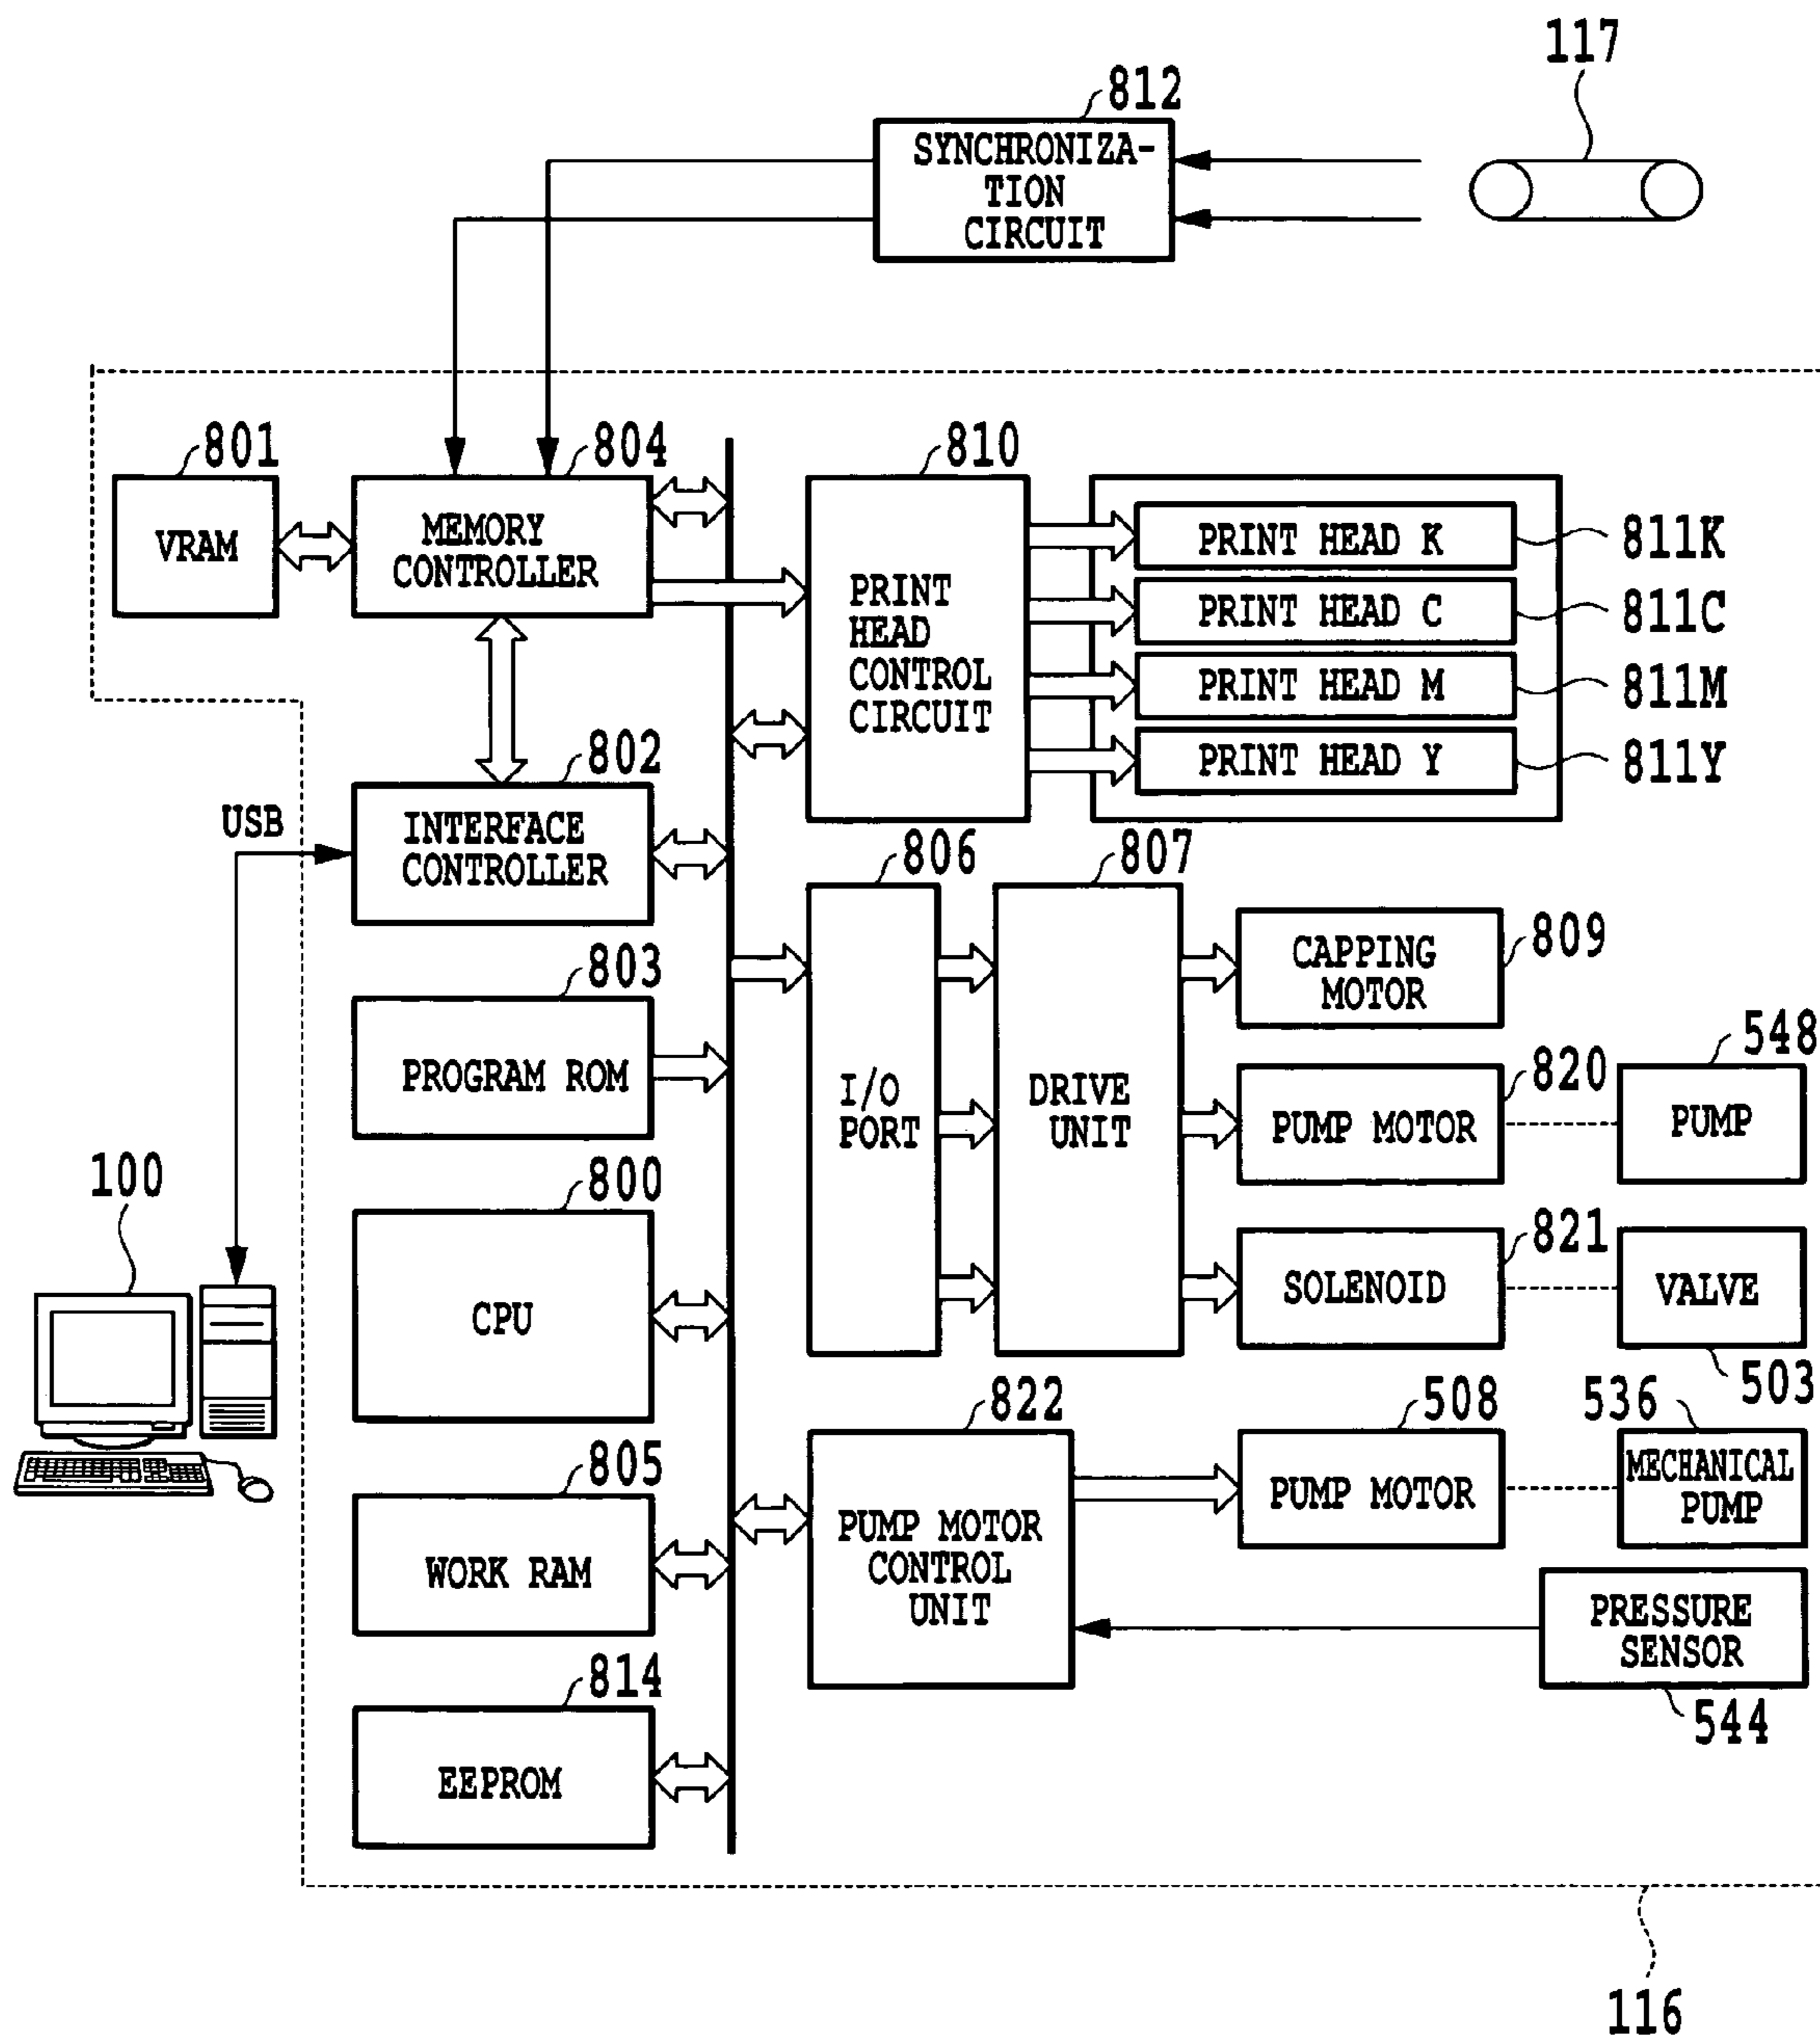 117
812
SYNCHRONIZA-
TION
CIRCUIT
801
VRAM
804
MEMORY
CONTROLLER
810
PRINT
HEAD
CONTROL
CIRCUIT
PRINT HEAD K
811K
PRINT HEAD C
811C
PRINT HEAD M
811M
PRINT HEAD Y
811Y
802
INTERFACE
CONTROLLER
USB
806
I/O
PORT
807
DRIVE
UNIT
CAPPING
MOTOR
809
803
PROGRAM ROM
820
PUMP MOTOR
548
PUMP
100
800
CPU
821
SOLENOID
VALVE
503
822
PUMP MOTOR
CONTROL
UNIT
508
PUMP MOTOR
536
MECHANICAL
PUMP
805
WORK RAM
PRESSURE
SENSOR
544
814
EEPROM
116